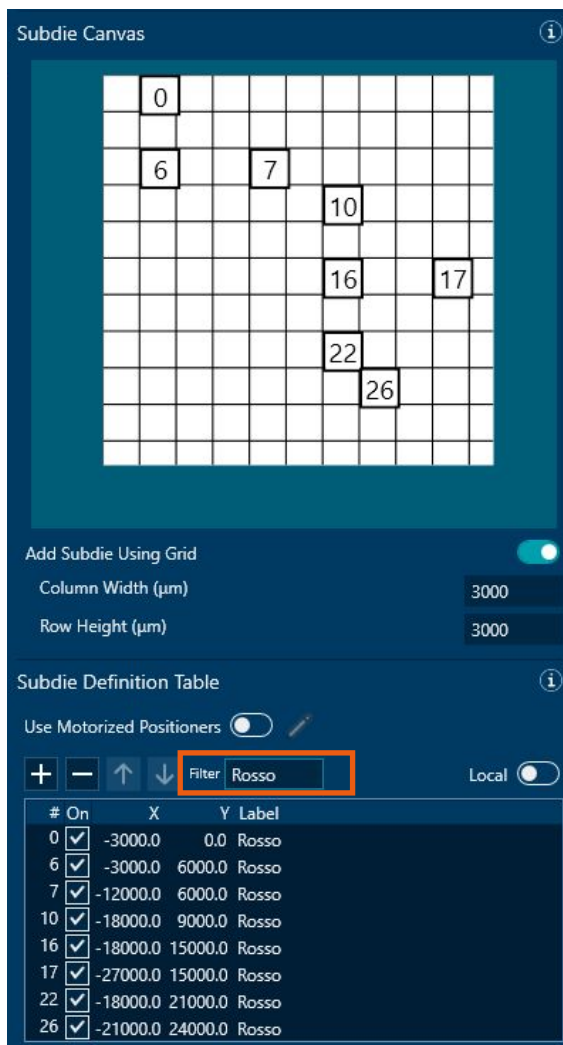 Subdie Canvas
0
6 7
10
16 17
22
26
Add Subdie Using Grid
Column Width (µm) 3000
Row Height (µm) 3000
Subdie Definition Table
Use Motorized Positioners
Filter Rosso Local
# On X Y Label
0 -3000.0 0.0 Rosso
6 -3000.0 6000.0 Rosso
7 -12000.0 6000.0 Rosso
10 -18000.0 9000.0 Rosso
16 -18000.0 15000.0 Rosso
17 -27000.0 15000.0 Rosso
22 -18000.0 21000.0 Rosso
26 -21000.0 24000.0 Rosso